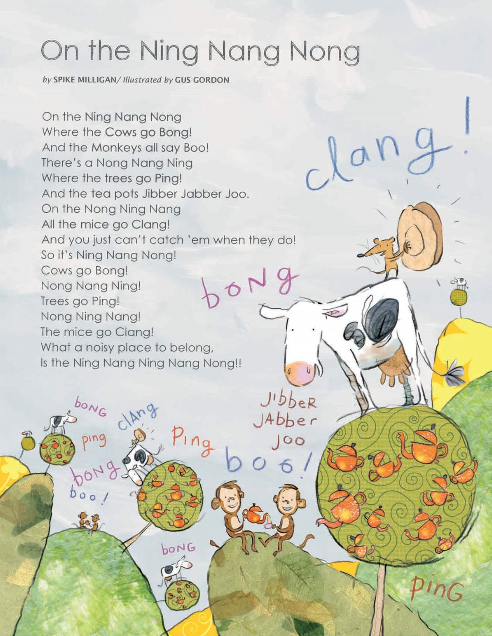 On the Ning Nang Nong
by SPIKE MILLIGAN/ Illustrated by GUS GORDON
On the Ning Nang Nong
Where the Cows go Bong!
And the Monkeys all say Boo!
There's a Nong Nang Ning
Where the trees go Ping!
And the tea pots Jibber Jabber Joo.
On the Nong Ning Nang
All the mice go Clang!
And you just can't catch 'em when they do!
So it's Ning Nang Nong!
Cows go Bong!
Nong Nang Ning!
Trees go Ping!
Nong Ning Nang!
The mice go Clang!
What a noisy place to belong,
Is the Ning Nang Ning Nang Nong!!
clang!
bong
JibbeR
JAbber
Joo
bong
clang
ping
Ping
bong
boo!
boo!
bong
pinG